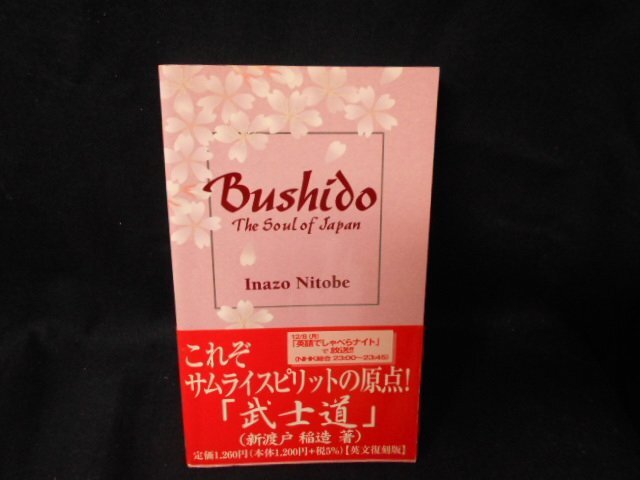 Bushido
The Soul of Japan
Inazo Nitobe
12/8 (月)
「英語でしゃべらナイト」
で 放送!!
(NHK総合 23:00〜23:45)
これぞ
サムライスピリットの原点!
「武士道」
(新渡戸 稲造 著)
定価1,260円(本体1,200円+税5%)【英文復刻版】